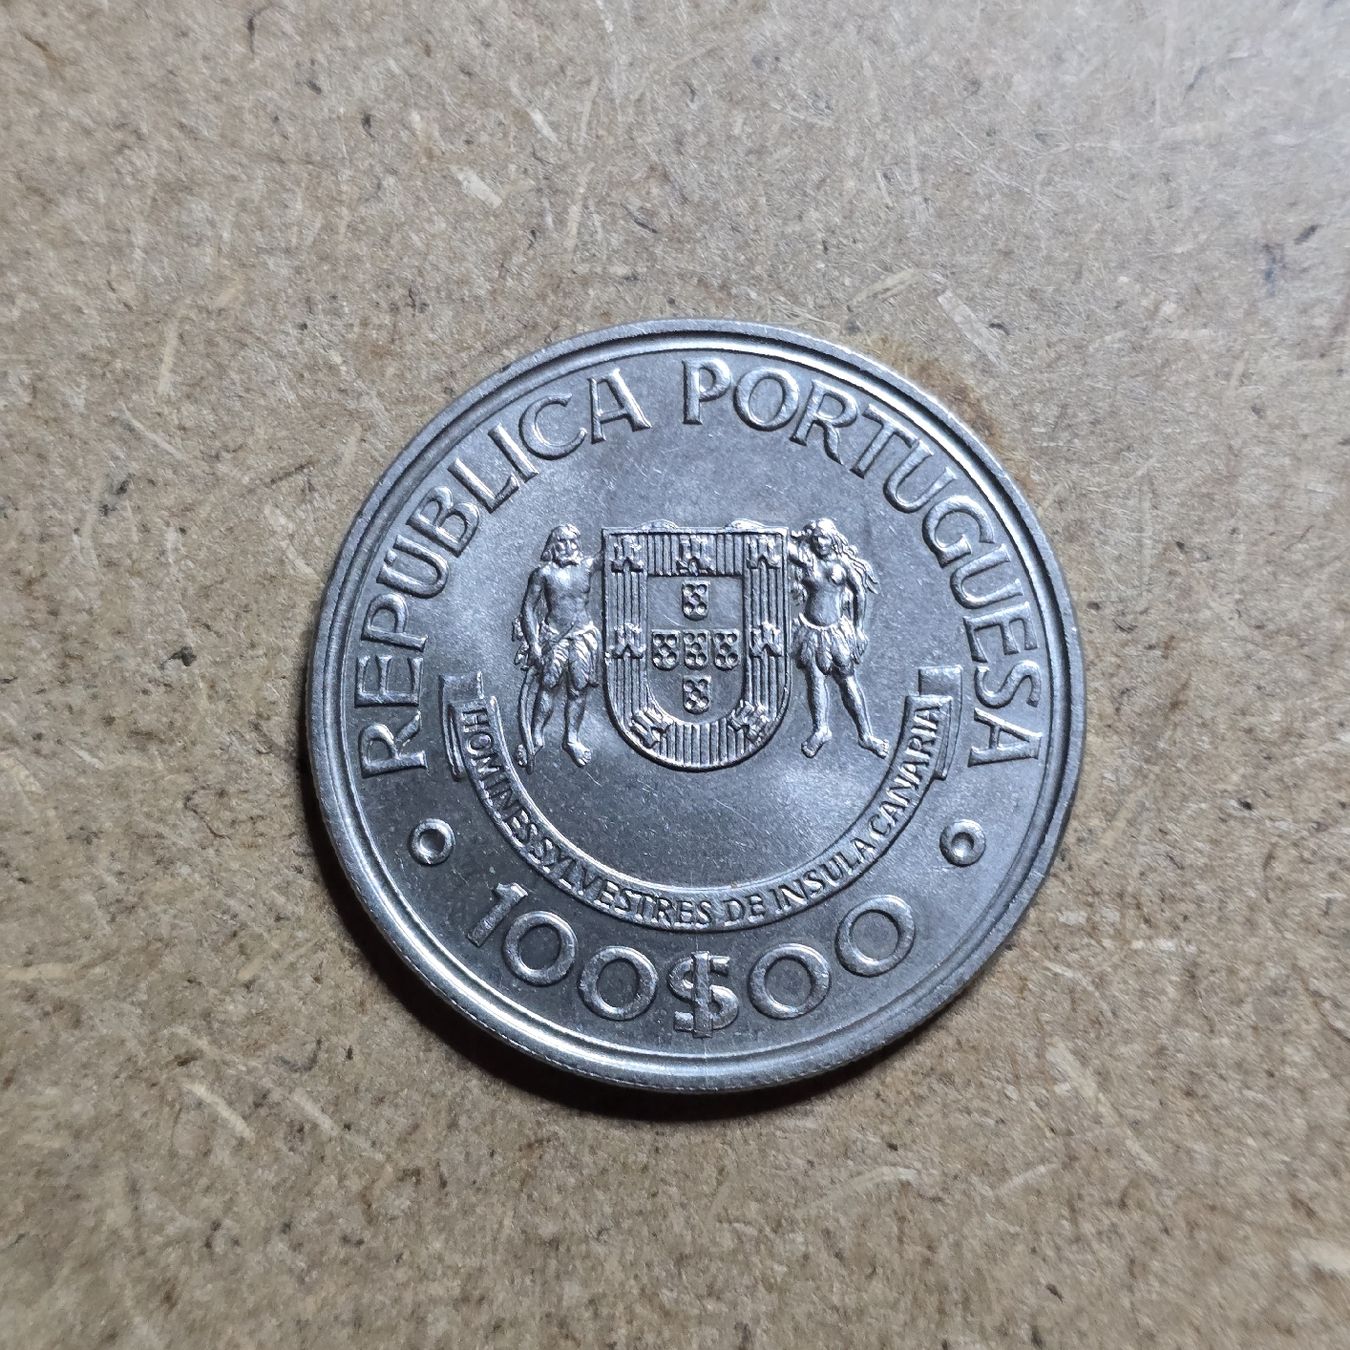 REPUBLICA PORTUGUESA
HOMINES SYLVESTRES DE INSULA CANARIA
100$00